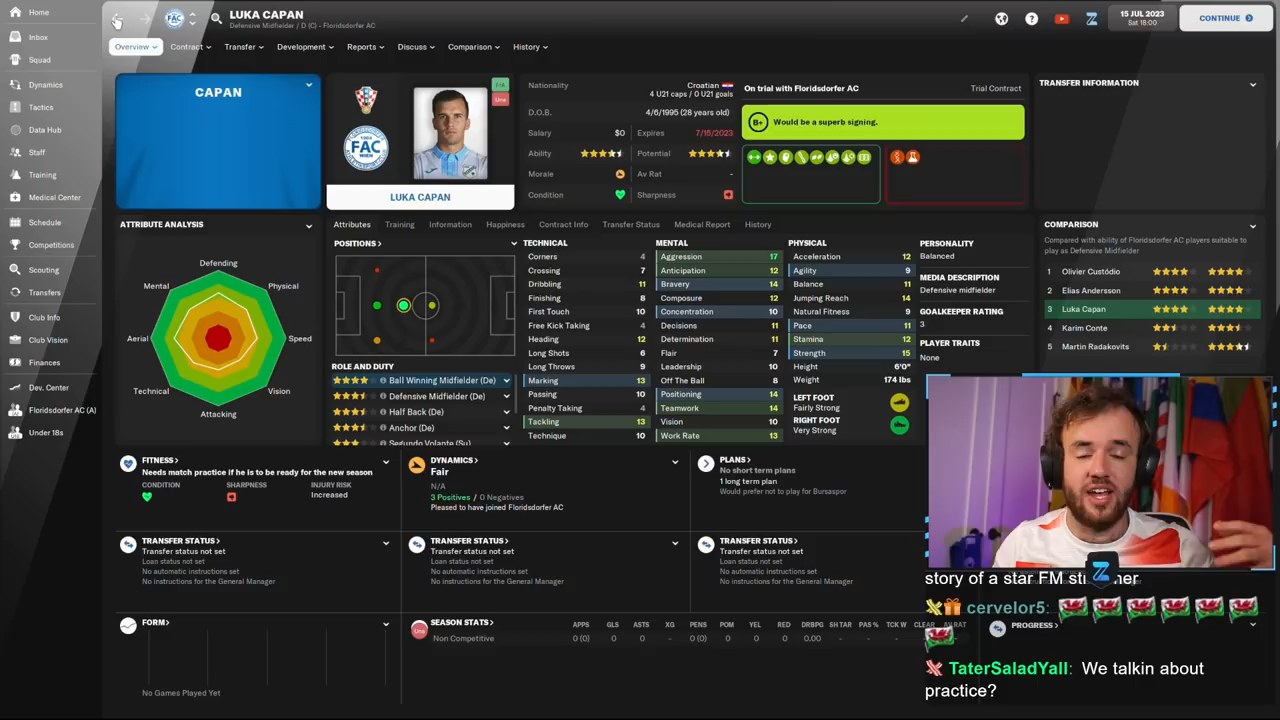 Home
Inbox
Squad
Dynamics
Tactics
Data Hub
Staff
Training
Medical Center
Schedule
Competitions
Scouting
Transfers
Club Info
Club Vision
Finances
Dev. Center
Floridsdorfer AC (A)
Under 18s
FAC
LUKA CAPAN
Defensive Midfielder / D (C) - Floridsdorfer AC
15 JUL 2023
Sat 18:00
CONTINUE
Overview
Contract
Transfer
Development
Reports
Discuss
Comparison
History
CAPAN
FAC
WIEN
LUKA CAPAN
Una
Nationality
Croatian
4 U21 caps / 0 U21 goals
D.O.B.
4/6/1995 (28 years old)
Salary
$0
Expires
7/16/2023
Ability
Potential
Morale
Av Rat
-
Condition
Sharpness
On trial with Floridsdorfer AC
Trial Contract
B+
Would be a superb signing.
TRANSFER INFORMATION
ATTRIBUTE ANALYSIS
Defending
Mental
Physical
Aerial
Speed
Technical
Vision
Attacking
Attributes
Training
Information
Happiness
Contract Info
Transfer Status
Medical Report
History
POSITIONS>
ROLE AND DUTY
Ball Winning Midfielder (De)
Defensive Midfielder (De)
Half Back (De)
Anchor (De)
Segundo Volante (Su)
TECHNICAL
Corners 4
Crossing 7
Dribbling 11
Finishing 8
First Touch 10
Free Kick Taking 4
Heading 12
Long Shots 6
Long Throws 9
Marking 13
Passing 10
Penalty Taking 4
Tackling 13
Technique 10
MENTAL
Aggression 17
Anticipation 12
Bravery 14
Composure 12
Concentration 10
Decisions 11
Determination 11
Flair 7
Leadership 10
Off The Ball 8
Positioning 14
Teamwork 14
Vision 10
Work Rate 13
PHYSICAL
Acceleration 12
Agility 9
Balance 11
Jumping Reach 14
Natural Fitness 9
Pace 11
Stamina 12
Strength 15
Height 6'0"
Weight 174 lbs
LEFT FOOT
Fairly Strong
RIGHT FOOT
Very Strong
PERSONALITY
Balanced
MEDIA DESCRIPTION
Defensive midfielder
GOALKEEPER RATING
3
PLAYER TRAITS
None
COMPARISON
Compared with ability of Floridsdorfer AC players suitable
to play as Defensive Midfielder
1 Olivier Custódio
2 Elias Andersson
3 Luka Capan
4 Karim Conte
5 Martin Radakovits
FITNESS>
Needs match practice if he is to be ready for the new season
CONDITION
SHARPNESS
INJURY RISK
Increased
DYNAMICS>
Fair
N/A
3 Positives / 0 Negatives
Pleased to have joined Floridsdorfer AC
PLANS>
No short term plans
1 long term plan
Would prefer not to play for Bursaspor
TRANSFER STATUS>
Transfer status not set
Loan status not set
No automatic instructions set
No instructions for the General Manager
TRANSFER STATUS>
Transfer status not set
Loan status not set
No automatic instructions set
No instructions for the General Manager
TRANSFER STATUS>
Transfer status not set
Loan status not set
No automatic instructions set
No instructions for the General Manager
FORM>
No Games Played Yet
Una
SEASON STATS>
APPS GLS ASTS XG PENS POM YEL RED DRBPG SH TAR PAS % TCK W CLEAR
Non Competitive 0 (0) 0 0 - 0 (0) 0 0 0 0.00 - - - -
PROGRESS>
story of a star FM
cervelor5:
TaterSaladYall: We talkin about
practice?